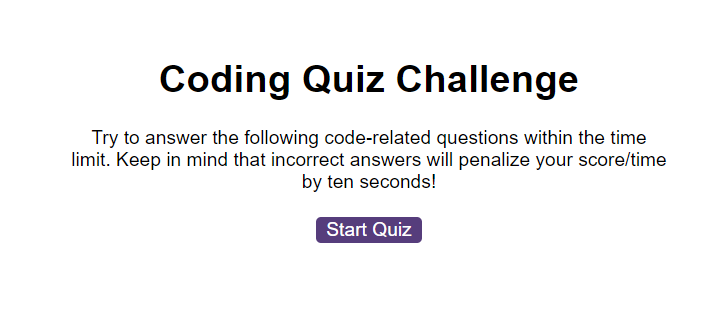 Coding Quiz Challenge
Try to answer the following code-related questions within the time
limit. Keep in mind that incorrect answers will penalize your score/time
by ten seconds!
Start Quiz